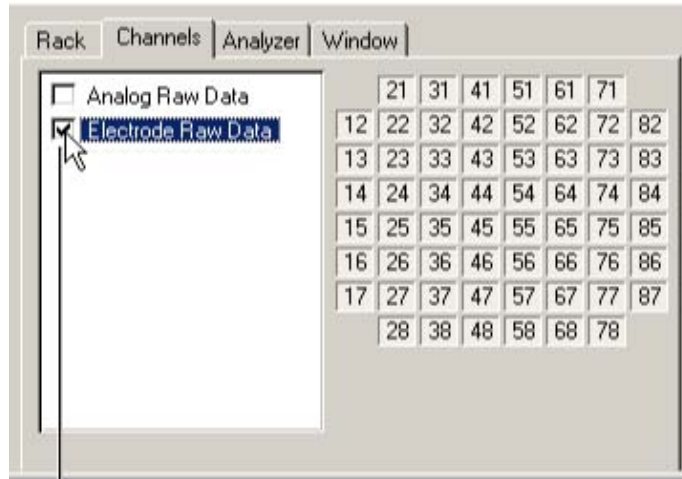 Rack Channels Analyzer Window
Analog Raw Data
Electrode Raw Data
21 31 41 51 61 71
12 22 32 42 52 62 72 82
13 23 33 43 53 63 73 83
14 24 34 44 54 64 74 84
15 25 35 45 55 65 75 85
16 26 36 46 56 66 76 86
17 27 37 47 57 67 77 87
28 38 48 58 68 78